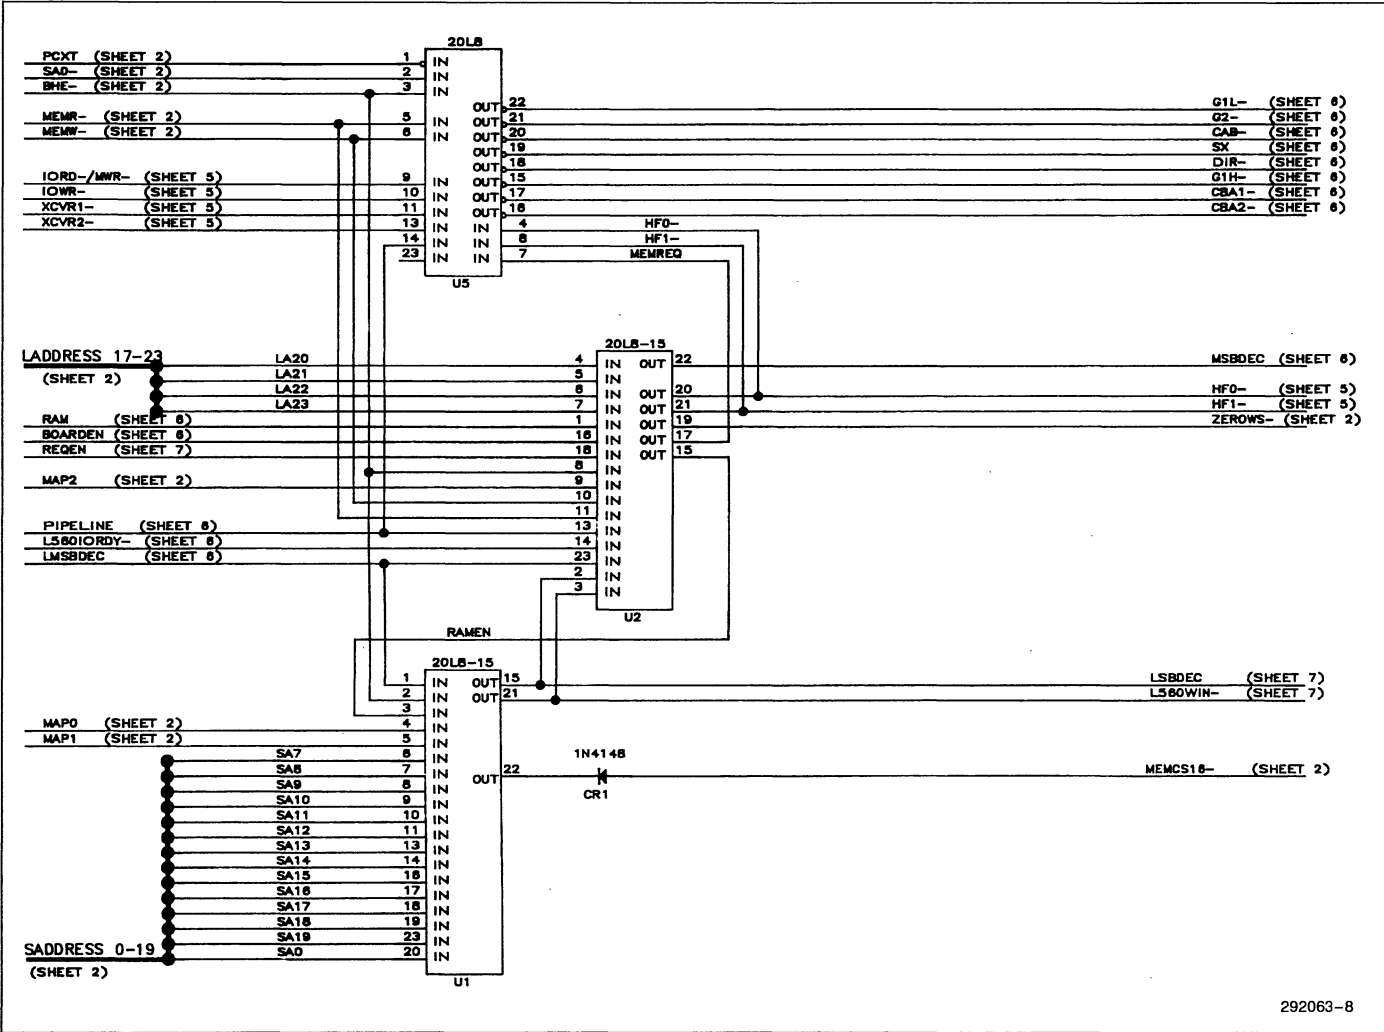 20L8
PCXT (SHEET 2) 1 IN
SA0- (SHEET 2) 2 IN
BHE- (SHEET 2) 3 IN
OUT 22 G1L- (SHEET 6)
MEMR- (SHEET 2) 5 IN OUT 21 G2- (SHEET 6)
MEMW- (SHEET 2) 6 IN OUT 20 CAB- (SHEET 6)
OUT 19 SX (SHEET 6)
OUT 18 DIR- (SHEET 6)
IORD-/MWR- (SHEET 5) 9 IN OUT 15 G1H- (SHEET 6)
IOWR- (SHEET 5) 10 IN OUT 17 CBA1- (SHEET 6)
XCVR1- (SHEET 5) 11 IN OUT 16 CBA2- (SHEET 6)
XCVR2- (SHEET 5) 13 IN IN 4 HF0-
14 IN IN 8 HF1-
23 IN IN 7 MEMREQ
U5
20L8-15
LADDRESS 17-23 LA20 4 IN OUT 22 MSBDEC (SHEET 6)
(SHEET 2) LA21 5 IN
LA22 6 IN OUT 20 HF0- (SHEET 5)
LA23 7 IN OUT 21 HF1- (SHEET 5)
RAM (SHEET 6) 1 IN OUT 19 ZEROWS- (SHEET 2)
BOARDEN (SHEET 6) 16 IN OUT 17
REQEN (SHEET 7) 18 IN OUT 15
8 IN
MAP2 (SHEET 2) 9 IN
10 IN
11 IN
PIPELINE (SHEET 6) 13 IN
L560IORDY- (SHEET 6) 14 IN
LMSBDEC (SHEET 6) 23 IN
2 IN
3 IN
U2
RAMEN
20L8-15
1 IN OUT 15 LSBDEC (SHEET 7)
2 IN OUT 21 L560WIN- (SHEET 7)
3 IN
MAP0 (SHEET 2) 4 IN
MAP1 (SHEET 2) 5 IN
SA7 6 IN 1N4148
SA8 7 IN OUT 22 MEMCS16- (SHEET 2)
SA9 8 IN CR1
SA10 9 IN
SA11 10 IN
SA12 11 IN
SA13 13 IN
SA14 14 IN
SA15 16 IN
SA16 17 IN
SA17 18 IN
SA18 19 IN
SA19 23 IN
SADDRESS 0-19 SA0 20 IN
(SHEET 2)
U1
292063-8